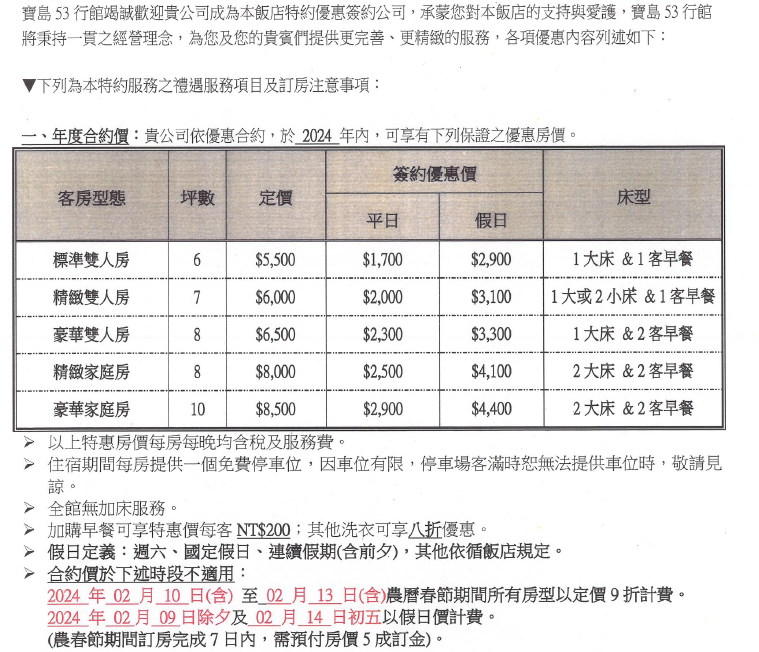 寶島 53 行館竭誠歡迎貴公司成為本飯店特約優惠簽約公司，承蒙您對本飯店的支持與愛護，寶島 53 行館
將秉持一貫之經營理念，為您及您的貴賓們提供更完善、更精緻的服務，各項優惠內容列述如下：
▼下列為本特約服務之禮遇服務項目及訂房注意事項：
一、年度合約價：貴公司依優惠合約，於 2024 年內，可享有下列保證之優惠房價。
客房型態 坪數 定價 簽約優惠價 床型
平日 假日
標準雙人房 6 $5,500 $1,700 $2,900 1 大床 & 1 客早餐
精緻雙人房 7 $6,000 $2,000 $3,100 1 大或 2 小床 & 1 客早餐
豪華雙人房 8 $6,500 $2,300 $3,300 1 大床 & 2 客早餐
精緻家庭房 8 $8,000 $2,500 $4,100 2 大床 & 2 客早餐
豪華家庭房 10 $8,500 $2,900 $4,400 2 大床 & 2 客早餐
➢ 以上特惠房價每房每晚均含稅及服務費。
➢ 住宿期間每房提供一個免費停車位，因車位有限，停車場客滿時恕無法提供車位時，敬請見
諒。
➢ 全館無加床服務。
➢ 加購早餐可享特惠價每客 NT$200；其他洗衣可享八折優惠。
➢ 假日定義：週六、國定假日、連續假期(含前夕)，其他依循飯店規定。
➢ 合約價於下述時段不適用：
2024 年 02 月 10 日(含) 至 02 月 13 日(含)農曆春節期間所有房型以定價 9 折計費。
2024 年 02 月 09 日除夕及 02 月 14 日初五以假日價計費。
(農春節期間訂房完成 7 日內，需預付房價 5 成訂金)。